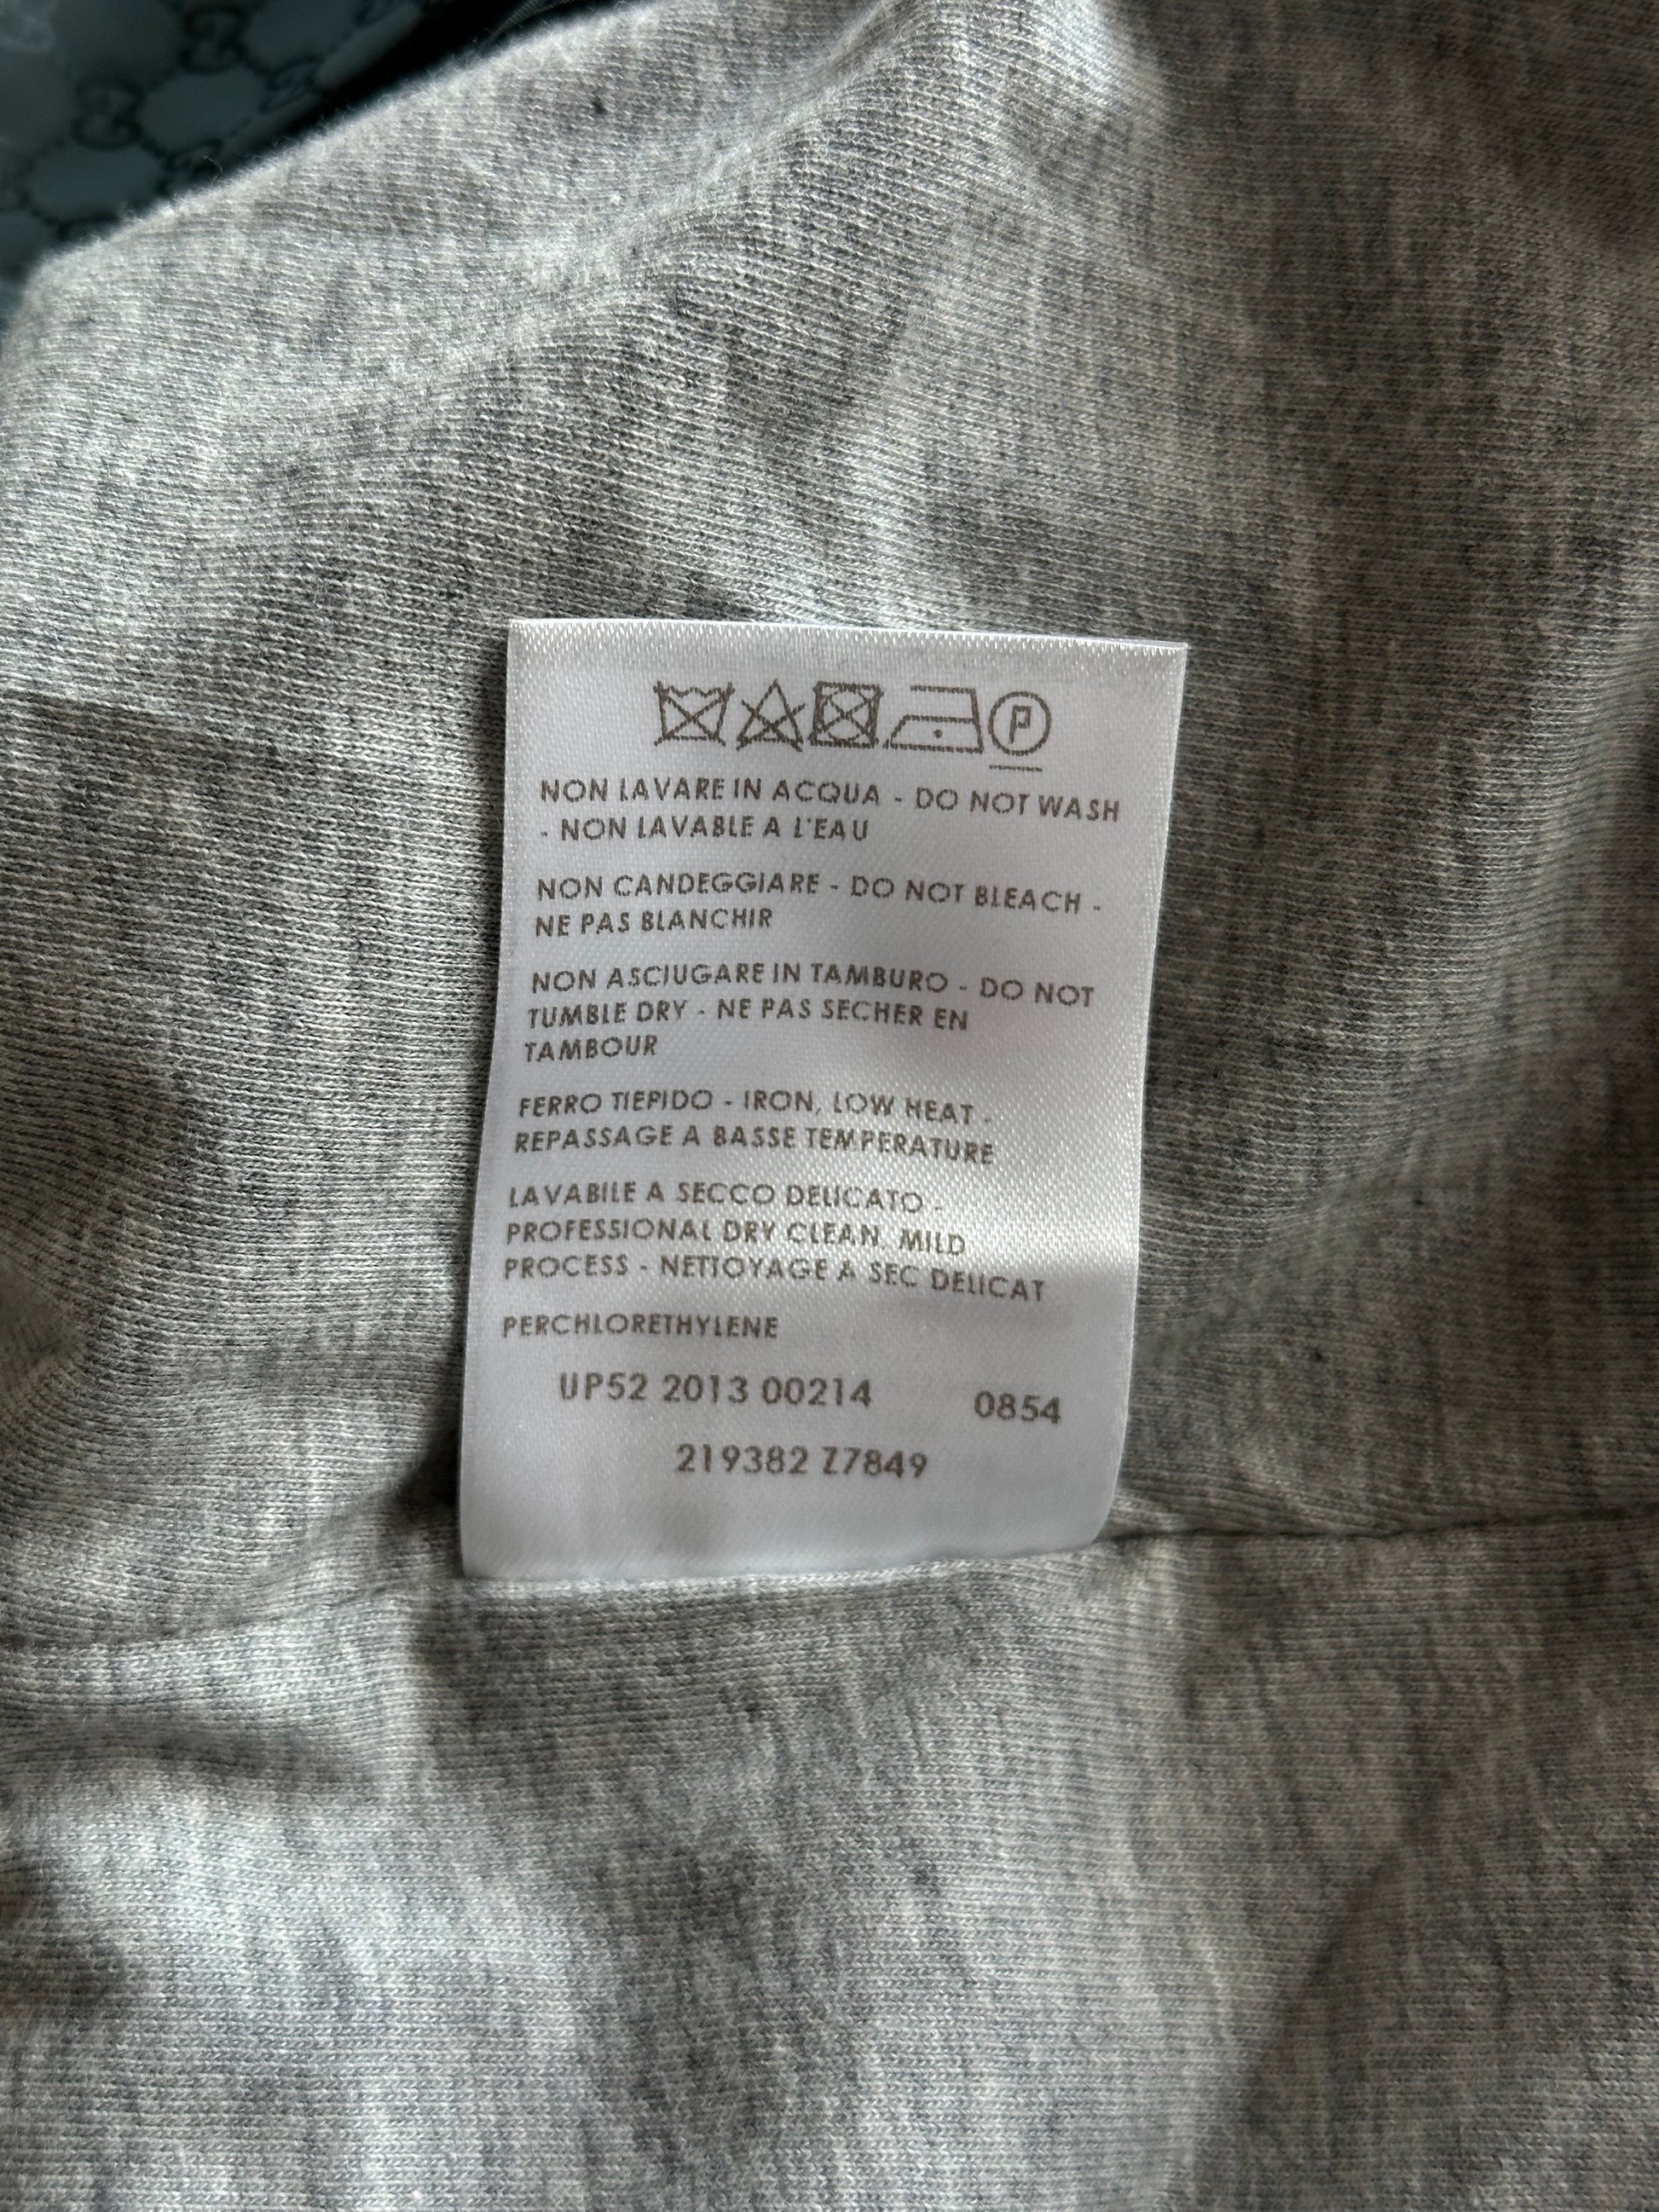 P
NON LAVARE IN ACQUA - DO NOT WASH
- NON LAVABLE A L'EAU
NON CANDEGGIARE - DO NOT BLEACH -
NE PAS BLANCHIR
NON ASCIUGARE IN TAMBURO - DO NOT
TUMBLE DRY - NE PAS SECHER EN
TAMBOUR
FERRO TIEPIDO - IRON, LOW HEAT -
REPASSAGE A BASSE TEMPERATURE
LAVABILE A SECCO DELICATO -
PROFESSIONAL DRY CLEAN, MILD
PROCESS - NETTOYAGE A SEC DELICAT
PERCHLORETHYLENE
UP52 2013 00214 0854
219382 Z7849